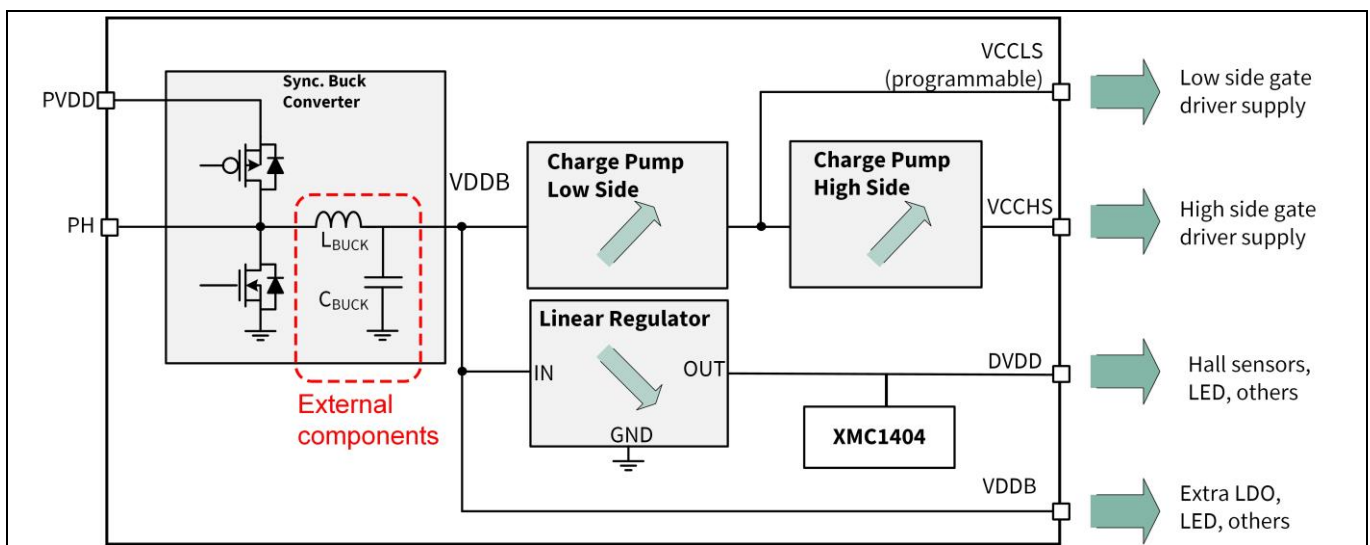 Sync. Buck
Converter
PVDD
PH
L_BUCK
C_BUCK
External
components
VDDB
Charge Pump
Low Side
Charge Pump
High Side
VCCLS
(programmable)
VCCHS
Linear Regulator
IN
OUT
GND
DVDD
XMC1404
VDDB
Low side gate
driver supply
High side gate
driver supply
Hall sensors,
LED, others
Extra LDO,
LED, others